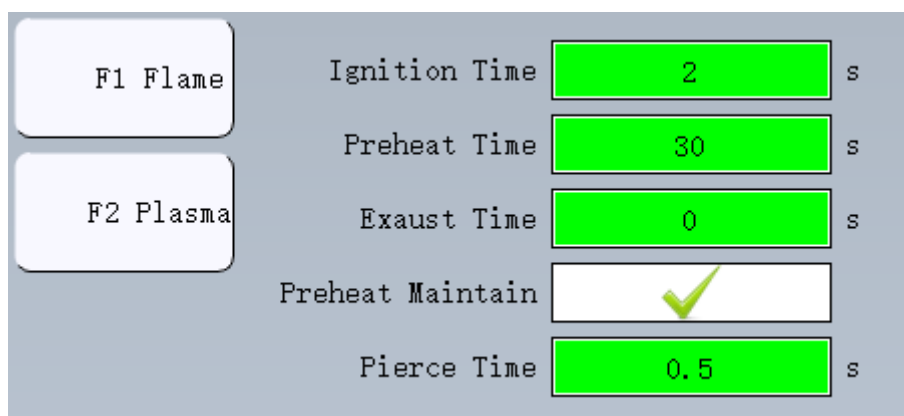 F1 Flame
F2 Plasma
Ignition Time 2 s
Preheat Time 30 s
Exaust Time 0 s
Preheat Maintain
Pierce Time 0.5 s